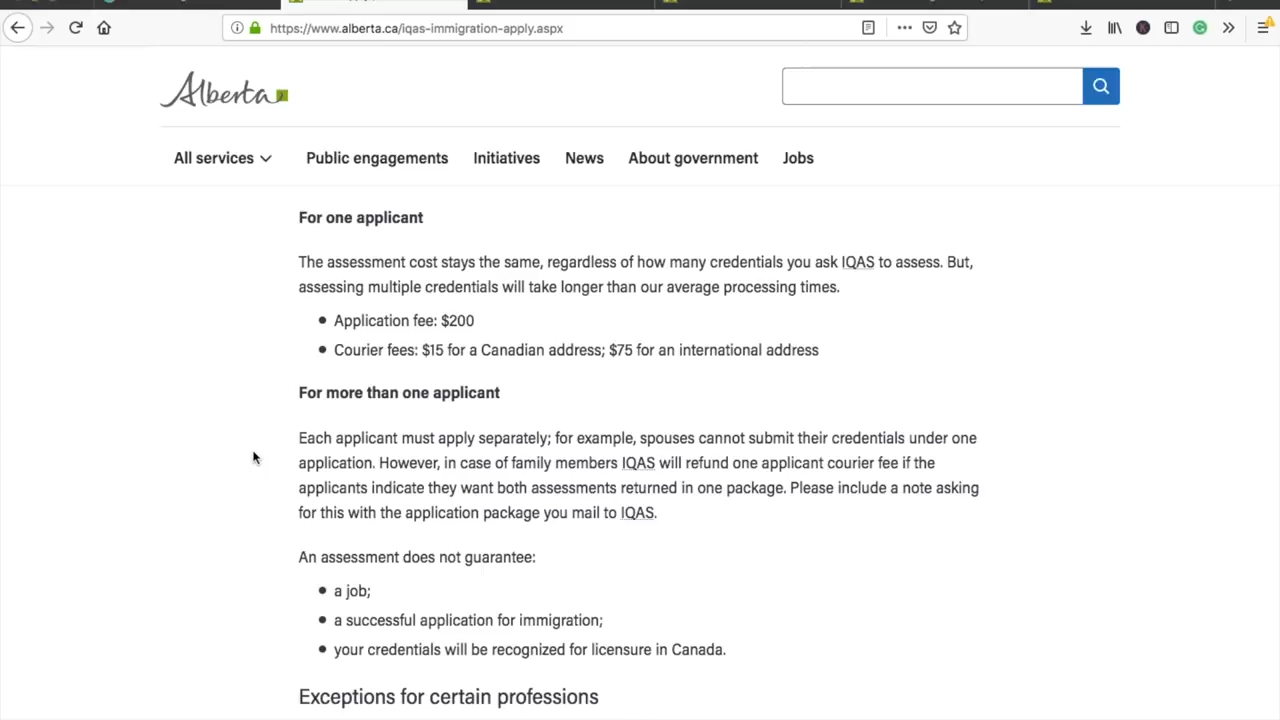 https://www.alberta.ca/iqas-immigration-apply.aspx
Alberta
All services Public engagements Initiatives News About government Jobs
For one applicant
The assessment cost stays the same, regardless of how many credentials you ask IQAS to assess. But,
assessing multiple credentials will take longer than our average processing times.
• Application fee: $200
• Courier fees: $15 for a Canadian address; $75 for an international address
For more than one applicant
Each applicant must apply separately; for example, spouses cannot submit their credentials under one
application. However, in case of family members IQAS will refund one applicant courier fee if the
applicants indicate they want both assessments returned in one package. Please include a note asking
for this with the application package you mail to IQAS.
An assessment does not guarantee:
• a job;
• a successful application for immigration;
• your credentials will be recognized for licensure in Canada.
Exceptions for certain professions